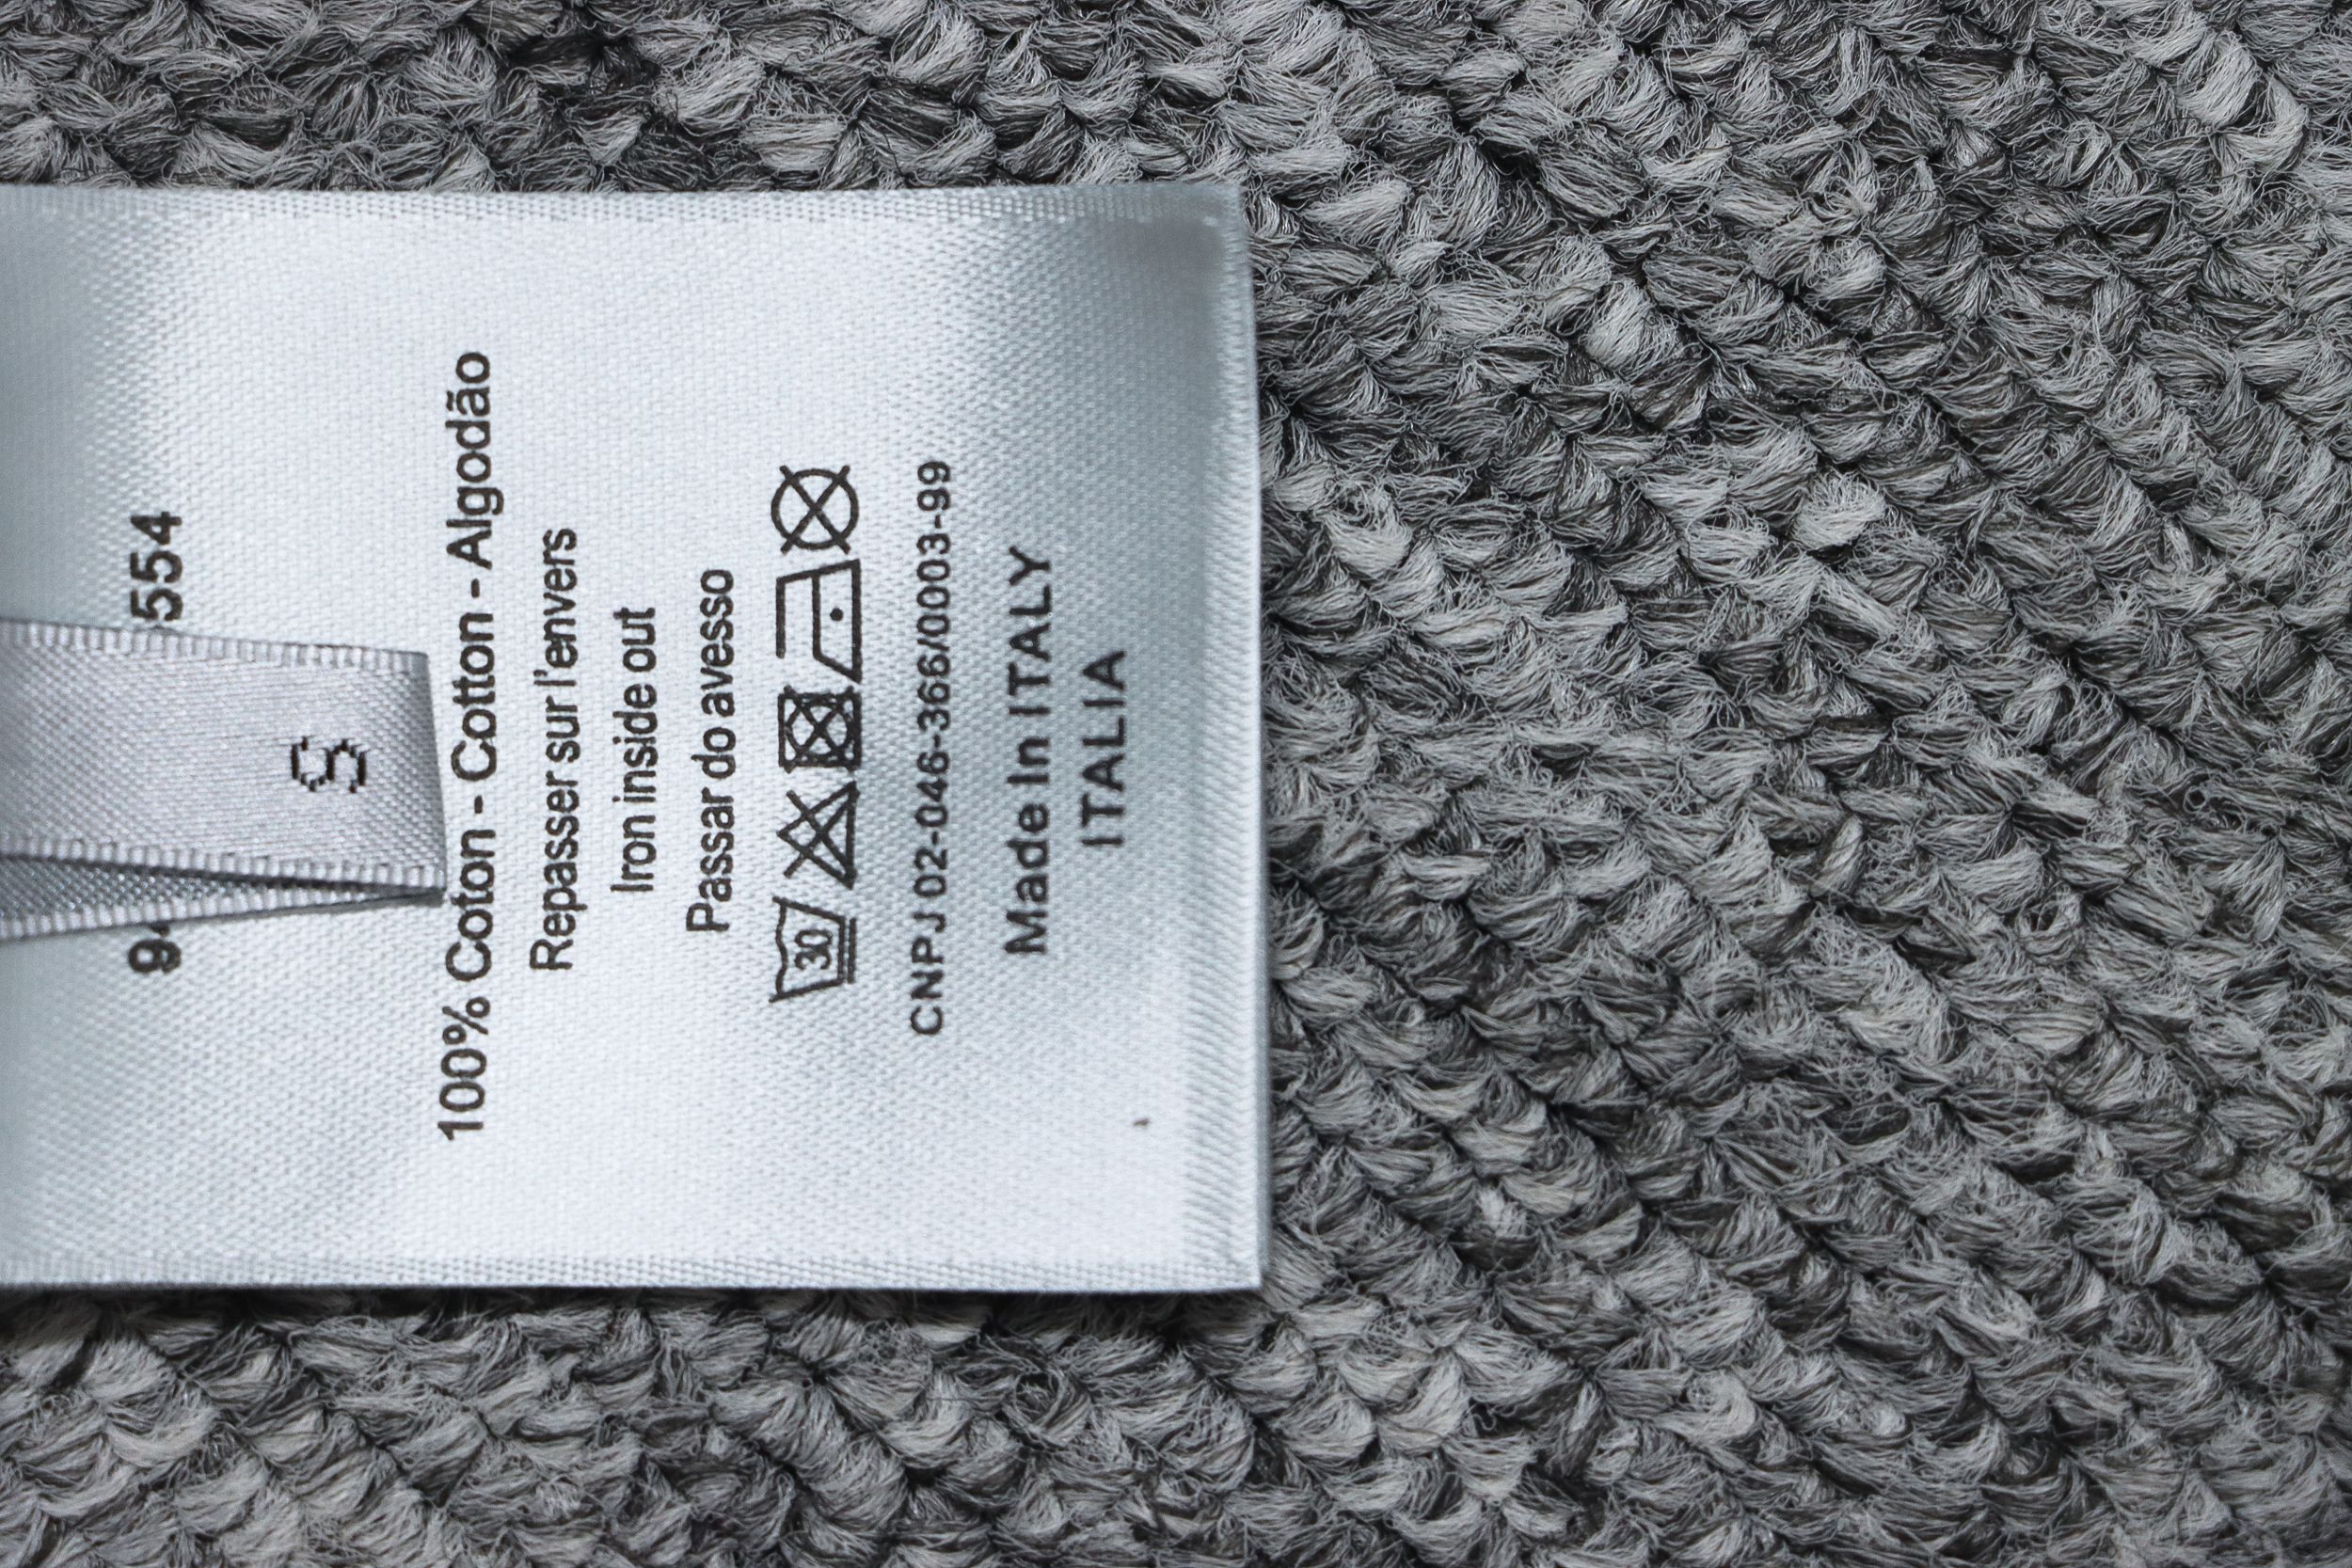 S
554
100% Coton - Cotton - Algodão
Repasser sur l'envers
Iron inside out
Passar do avesso
30
CNPJ 02-046-366/0003-99
Made In ITALY
ITALIA